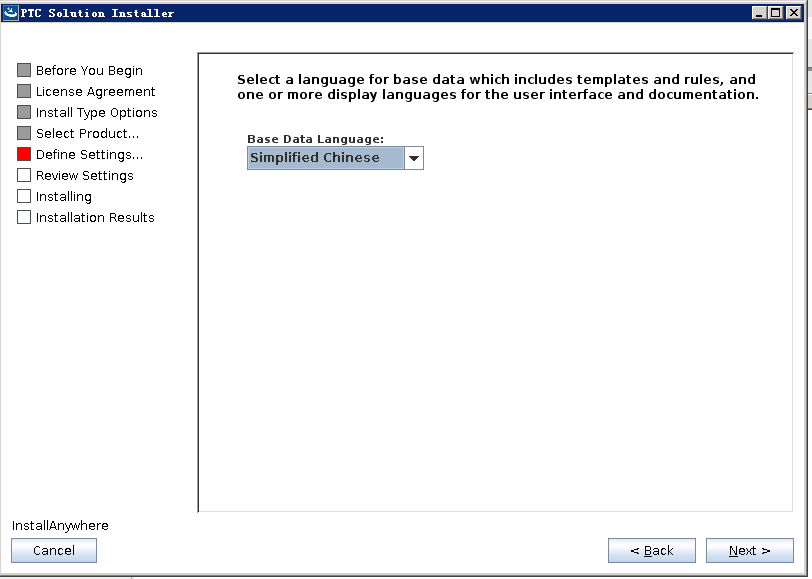 PTC Solution Installer
Before You Begin
License Agreement
Install Type Options
Select Product...
Define Settings...
Review Settings
Installing
Installation Results
Select a language for base data which includes templates and rules, and
one or more display languages for the user interface and documentation.
Base Data Language:
Simplified Chinese
InstallAnywhere
Cancel
< Back
Next >